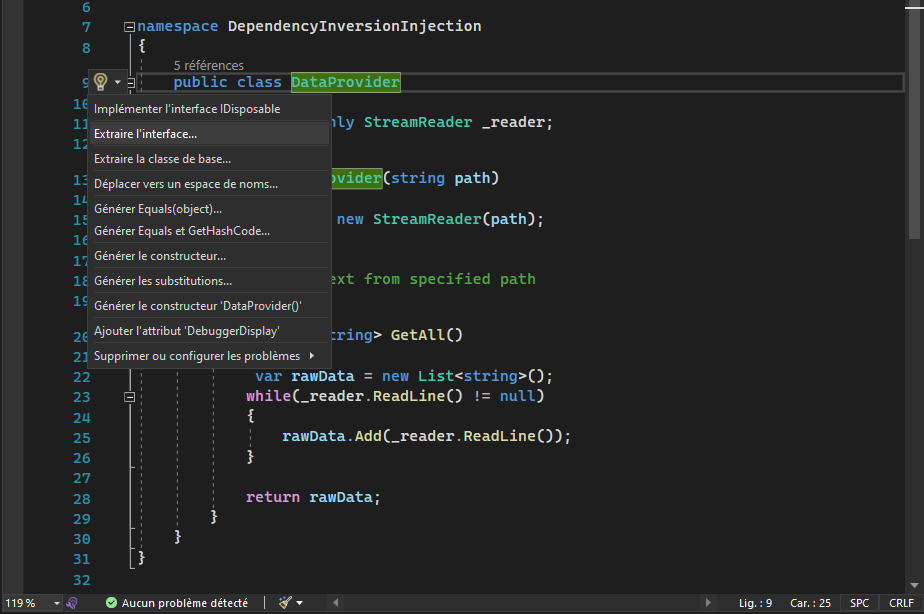 6
7 namespace DependencyInversionInjection
8 {
5 références
9 public class DataProvider
10
Implémenter l'interface IDisposable
11 nly StreamReader _reader;
Extraire l'interface...
12
Extraire la classe de base...
13 ovider(string path)
Déplacer vers un espace de noms...
14
Générer Equals(object)...
15 new StreamReader(path);
Générer Equals et GetHashCode...
16
17
Générer le constructeur...
18 ext from specified path
Générer les substitutions...
19
Générer le constructeur 'DataProvider()'
20 tring> GetAll()
Ajouter l'attribut 'DebuggerDisplay'
21
Supprimer ou configurer les problèmes
22 var rawData = new List<string>();
23 while(_reader.ReadLine() != null)
24 {
25 rawData.Add(_reader.ReadLine());
26 }
27
28 return rawData;
29 }
30 }
31 }
32
119 % Aucun problème détecté Lig. : 9 Car. : 25 SPC CRLF